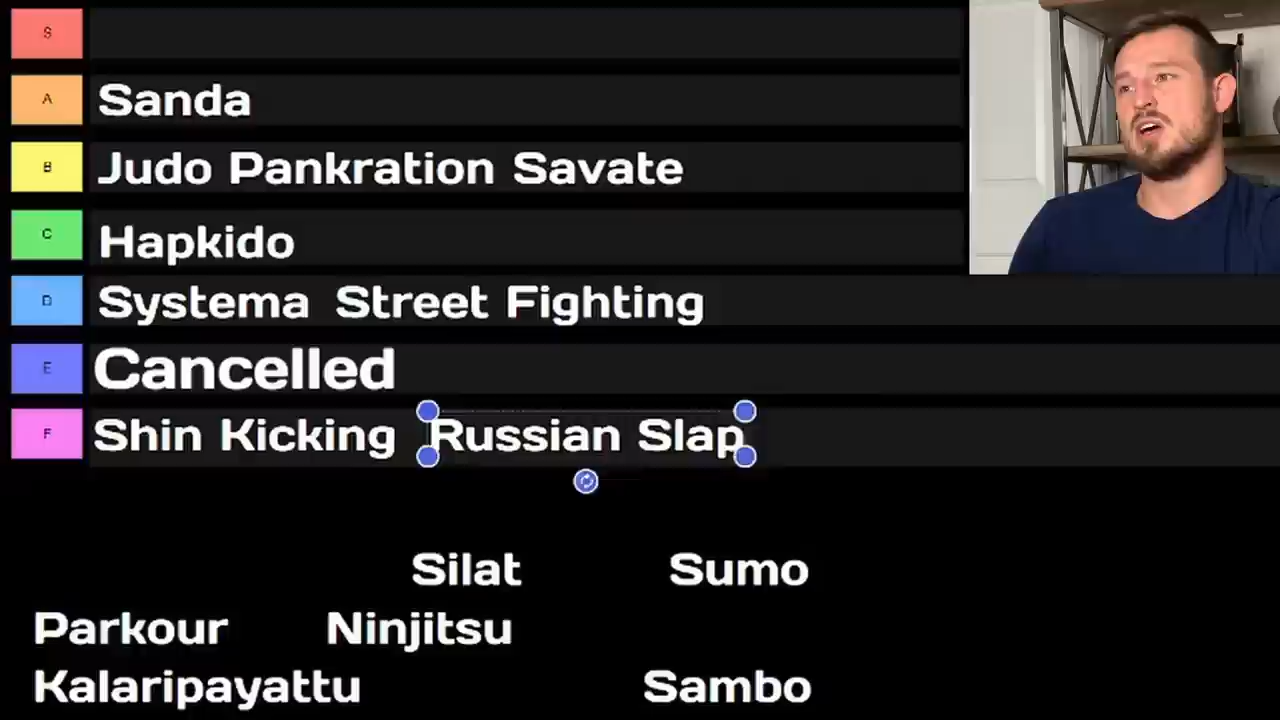 S
A Sanda
B Judo Pankration Savate
C Hapkido
D Systema Street Fighting
E Cancelled
F Shin Kicking Russian Slap
Silat Sumo
Parkour Ninjitsu
Kalaripayattu Sambo